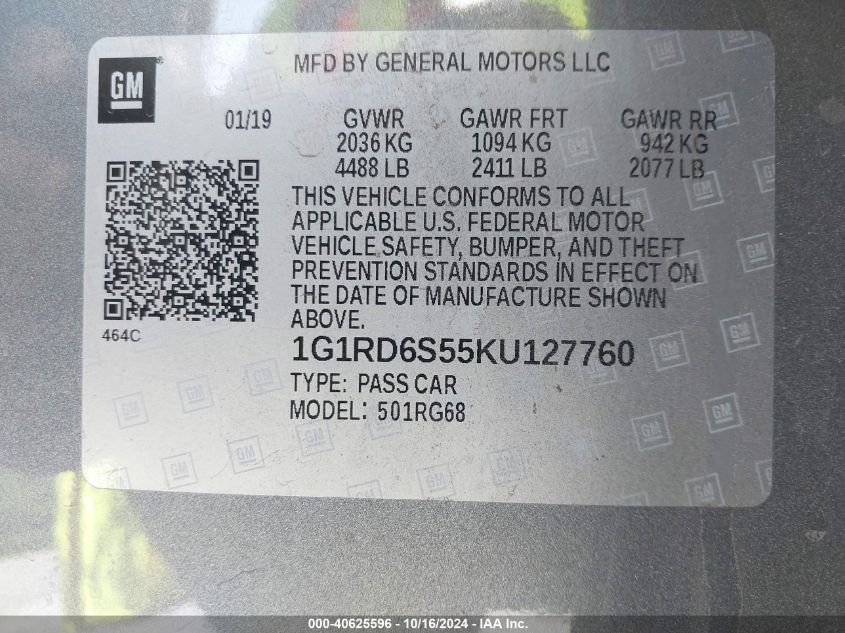 GM
MFD BY GENERAL MOTORS LLC
01/19
GVWR GAWR FRT GAWR RR
2036 KG 1094 KG 942 KG
4488 LB 2411 LB 2077 LB
THIS VEHICLE CONFORMS TO ALL
APPLICABLE U.S. FEDERAL MOTOR
VEHICLE SAFETY, BUMPER, AND THEFT
PREVENTION STANDARDS IN EFFECT ON
THE DATE OF MANUFACTURE SHOWN
ABOVE.
464C
1G1RD6S55KU127760
TYPE: PASS CAR
MODEL: 501RG68
000-40625596 - 10/16/2024 - IAA Inc.